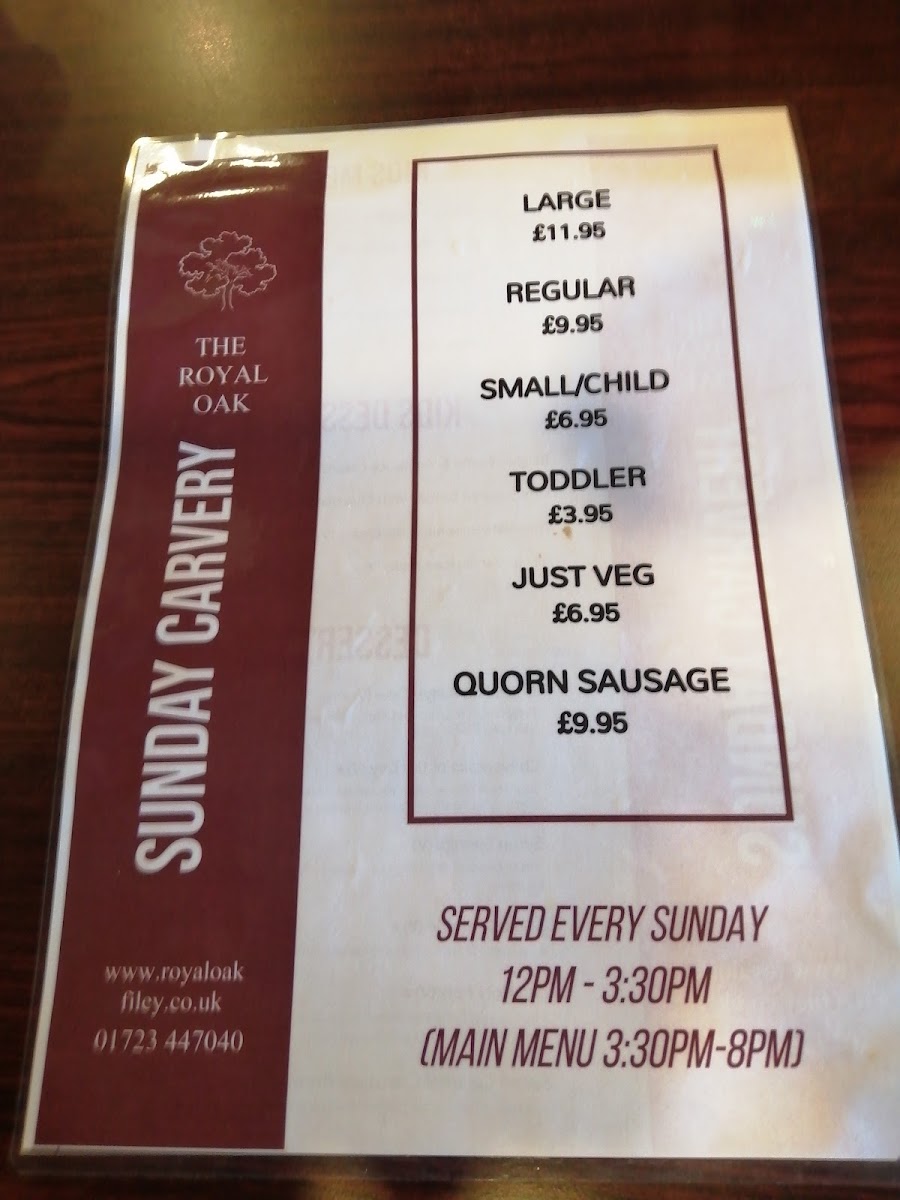 THE
ROYAL
OAK
SUNDAY CARVERY
www.royaloak
filey.co.uk
01723 447040
LARGE
£11.95
REGULAR
£9.95
SMALL/CHILD
£6.95
TODDLER
£3.95
JUST VEG
£6.95
QUORN SAUSAGE
£9.95
SERVED EVERY SUNDAY
12PM - 3:30PM
(MAIN MENU 3:30PM-8PM)